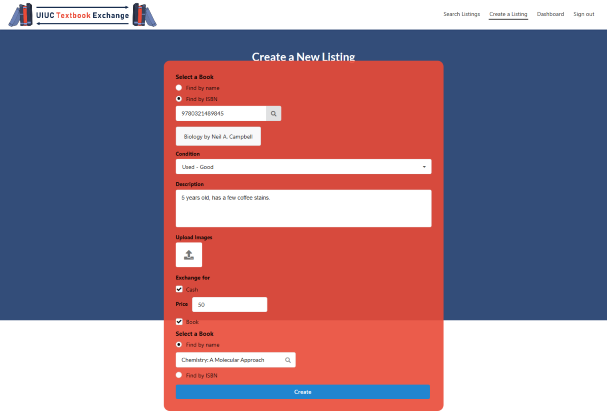 UIUC Textbook Exchange
Search Listings Create a Listing Dashboard Sign out
Create a New Listing
Select a Book
Find by name
Find by ISBN
9780321489845
Biology by Neil A. Campbell
Condition
Used - Good
Description
5 years old, has a few coffee stains.
Upload Images
Exchange for
Cash
Price 50
Book
Select a Book
Find by name
Chemistry: A Molecular Approach
Find by ISBN
Create